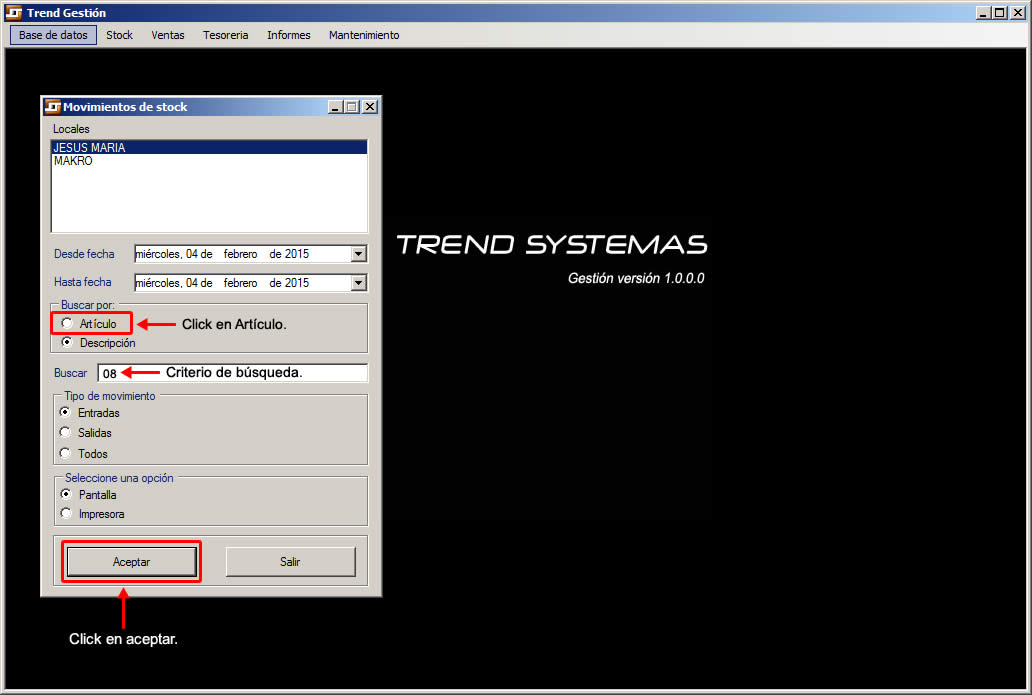 Trend Gestión
Base de datos Stock Ventas Tesoreria Informes Mantenimiento
Movimientos de stock
Locales
JESUS MARIA
MAKRO
Desde fecha miércoles, 04 de febrero de 2015
Hasta fecha miércoles, 04 de febrero de 2015
Buscar por:
Artículo Click en Artículo.
Descripción
Buscar 08 Criterio de búsqueda.
Tipo de movimiento
Entradas
Salidas
Todos
Seleccione una opción
Pantalla
Impresora
Aceptar Salir
Click en aceptar.
TREND SYSTEMAS
Gestión versión 1.0.0.0